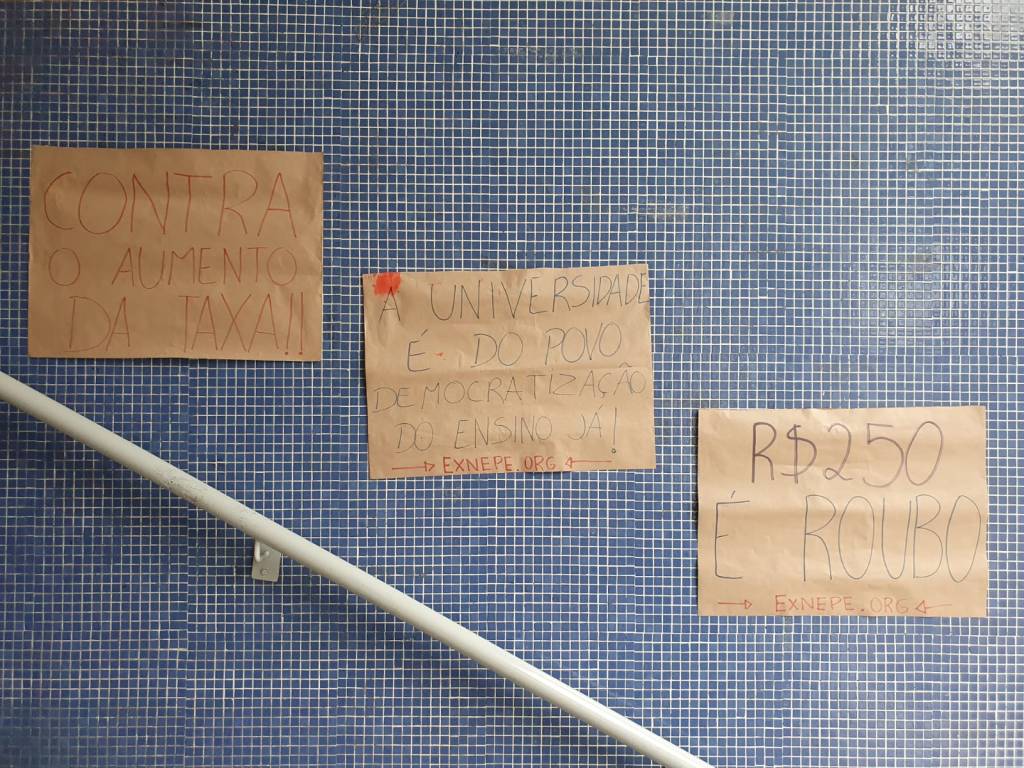 CONTRA
O AUMENTO
DA TAXA!!
A UNIVERSIDADE
É DO POVO
DEMOCRATIZAÇÃO
DO ENSINO JÁ!
EXNEPE.ORG
R$250
É ROUBO
EXNEPE.ORG